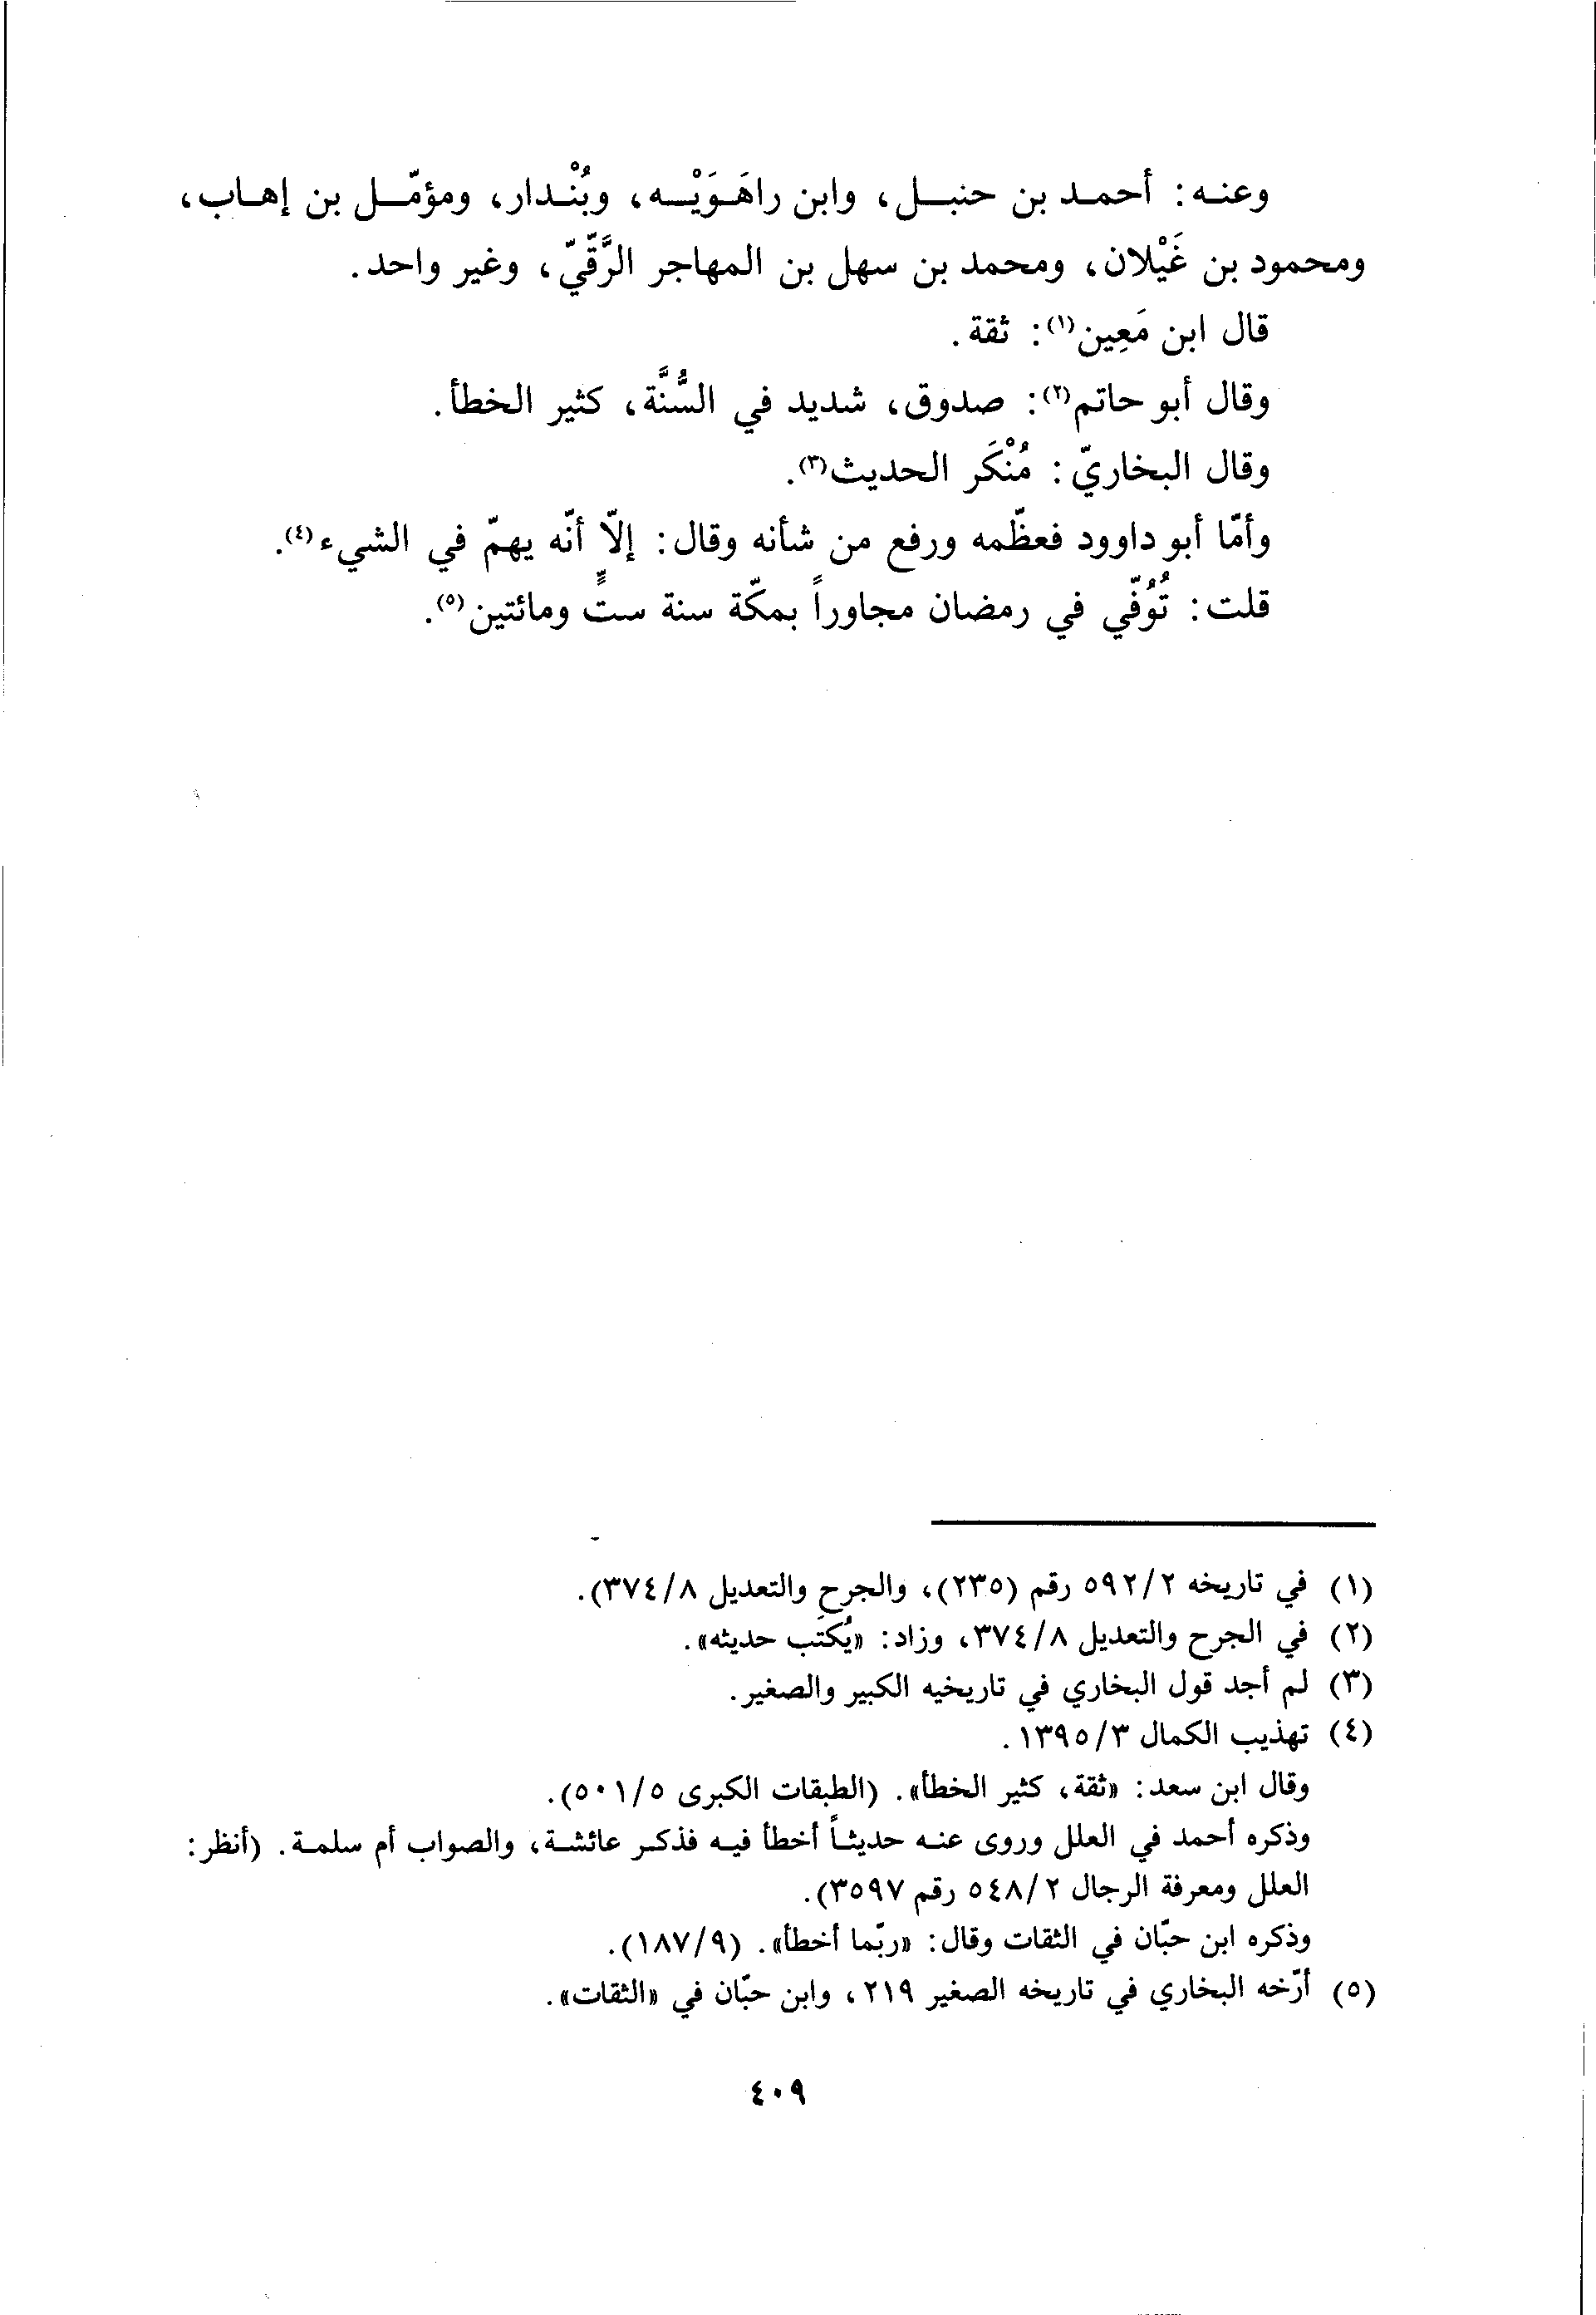 وعنه: أحمد بن حنبل، وابن راهَوَيْه، وبُنْدار، ومؤمّل بن إهاب،
ومحمود بن غَيْلان، ومحمد بن سهل بن المهاجر الرَّقّيّ، وغير واحد.
قال ابن مَعِين(١): ثقة.
وقال أبو حاتم(٢): صدوق، شديد في السُّنَّة، كثير الخطأ.
وقال البخاريّ: مُنْكَر الحديث(٣).
وأمّا أبو داوود فعظّمه ورفع من شأنه وقال: إلّا أنّه يهمّ في الشيء(٤).
قلت: تُوُفّي في رمضان مجاوراً بمكّة سنة ستٍّ ومائتين(٥).
(١) في تاريخه ٢/ ٥٩٢ رقم (٢٣٥)، والجرح والتعديل ٨/ ٣٧٤).
(٢) في الجرح والتعديل ٨/ ٣٧٤، وزاد: «يُكتَب حديثه».
(٣) لم أجد قول البخاري في تاريخيه الكبير والصغير.
(٤) تهذيب الكمال ٣/ ١٣٩٥.
وقال ابن سعد: «ثقة، كثير الخطأ». (الطبقات الكبرى ٥/ ٥٠١).
وذكره أحمد في العلل وروى عنه حديثاً أخطأ فيه فذكر عائشة، والصواب أم سلمة. (أنظر:
العلل ومعرفة الرجال ٢/ ٥٤٨ رقم ٣٥٩٧).
وذكره ابن حبّان في الثقات وقال: «ربّما أخطأ». (٩/ ١٨٧).
(٥) أرّخه البخاري في تاريخه الصغير ٢١٩، وابن حبّان في «الثقات».
٤٠٩